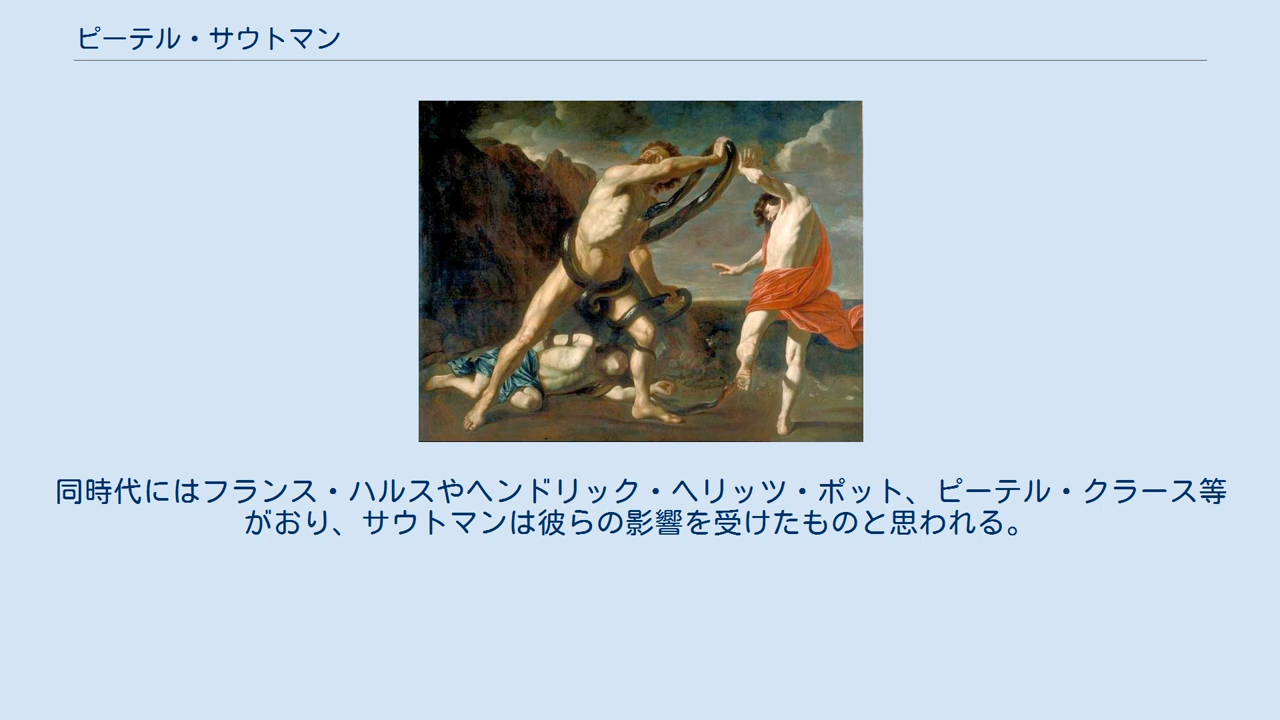 ピーテル・サウトマン
同時代にはフランス・ハルスやヘンドリック・ヘリッツ・ポット、ピーテル・クラース等
がおり、サウトマンは彼らの影響を受けたものと思われる。